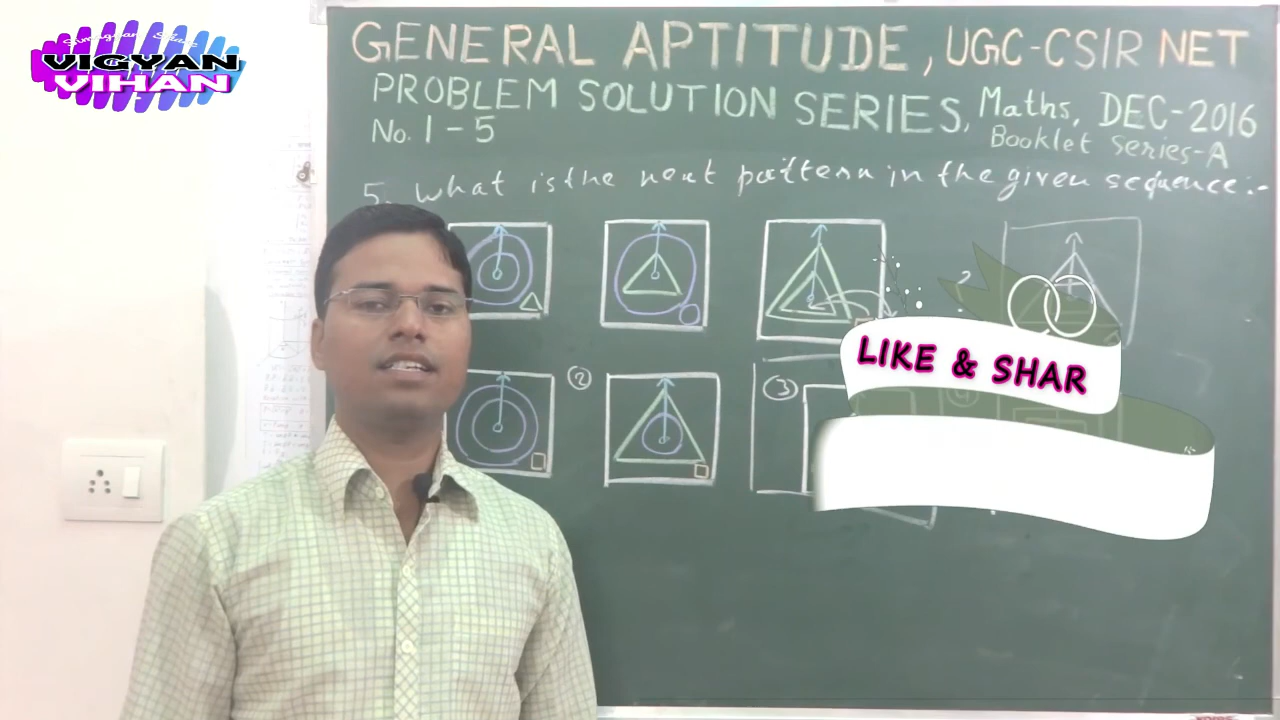 VIGYAN
VIHAN
GENERAL APTITUDE, UGC-CSIR NET
PROBLEM SOLUTION SERIES, Maths, DEC-2016
No. 1-5
Booklet Series-A
5. What is the next pattern in the given sequence:-
?
LIKE & SHAR
②
③